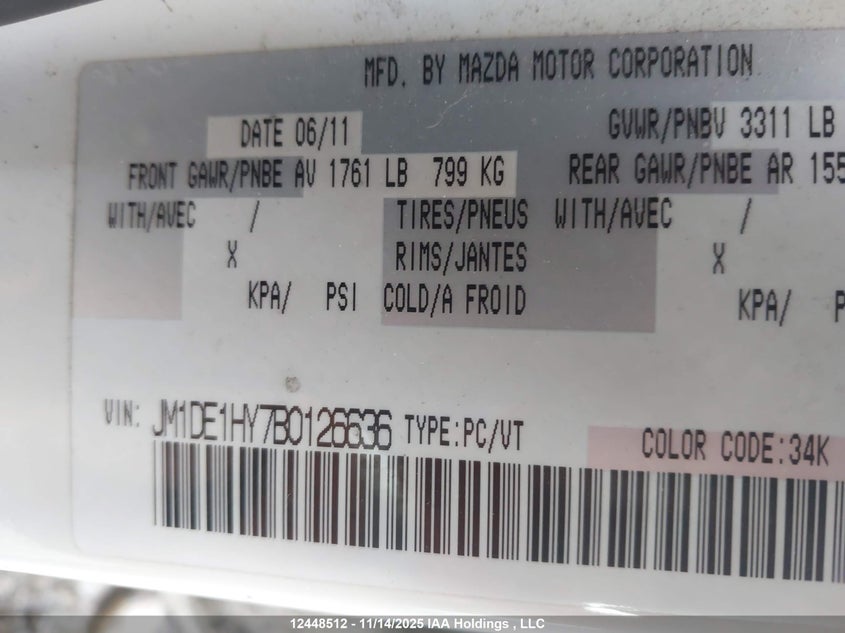 MFD. BY MAZDA MOTOR CORPORATION
DATE 06/11 GVWR/PNBV 3311 LB
FRONT GAWR/PNBE AV 1761 LB 799 KG REAR GAWR/PNBE AR 155
WITH/AVEC / TIRES/PNEUS WITH/AVEC /
X RIMS/JANTES X
KPA/ PSI COLD/A FROID KPA/ P
VIN: JM1DE1HY7B0126636 TYPE:PC/VT COLOR CODE:34K
12448512 - 11/14/2025 IAA Holdings , LLC